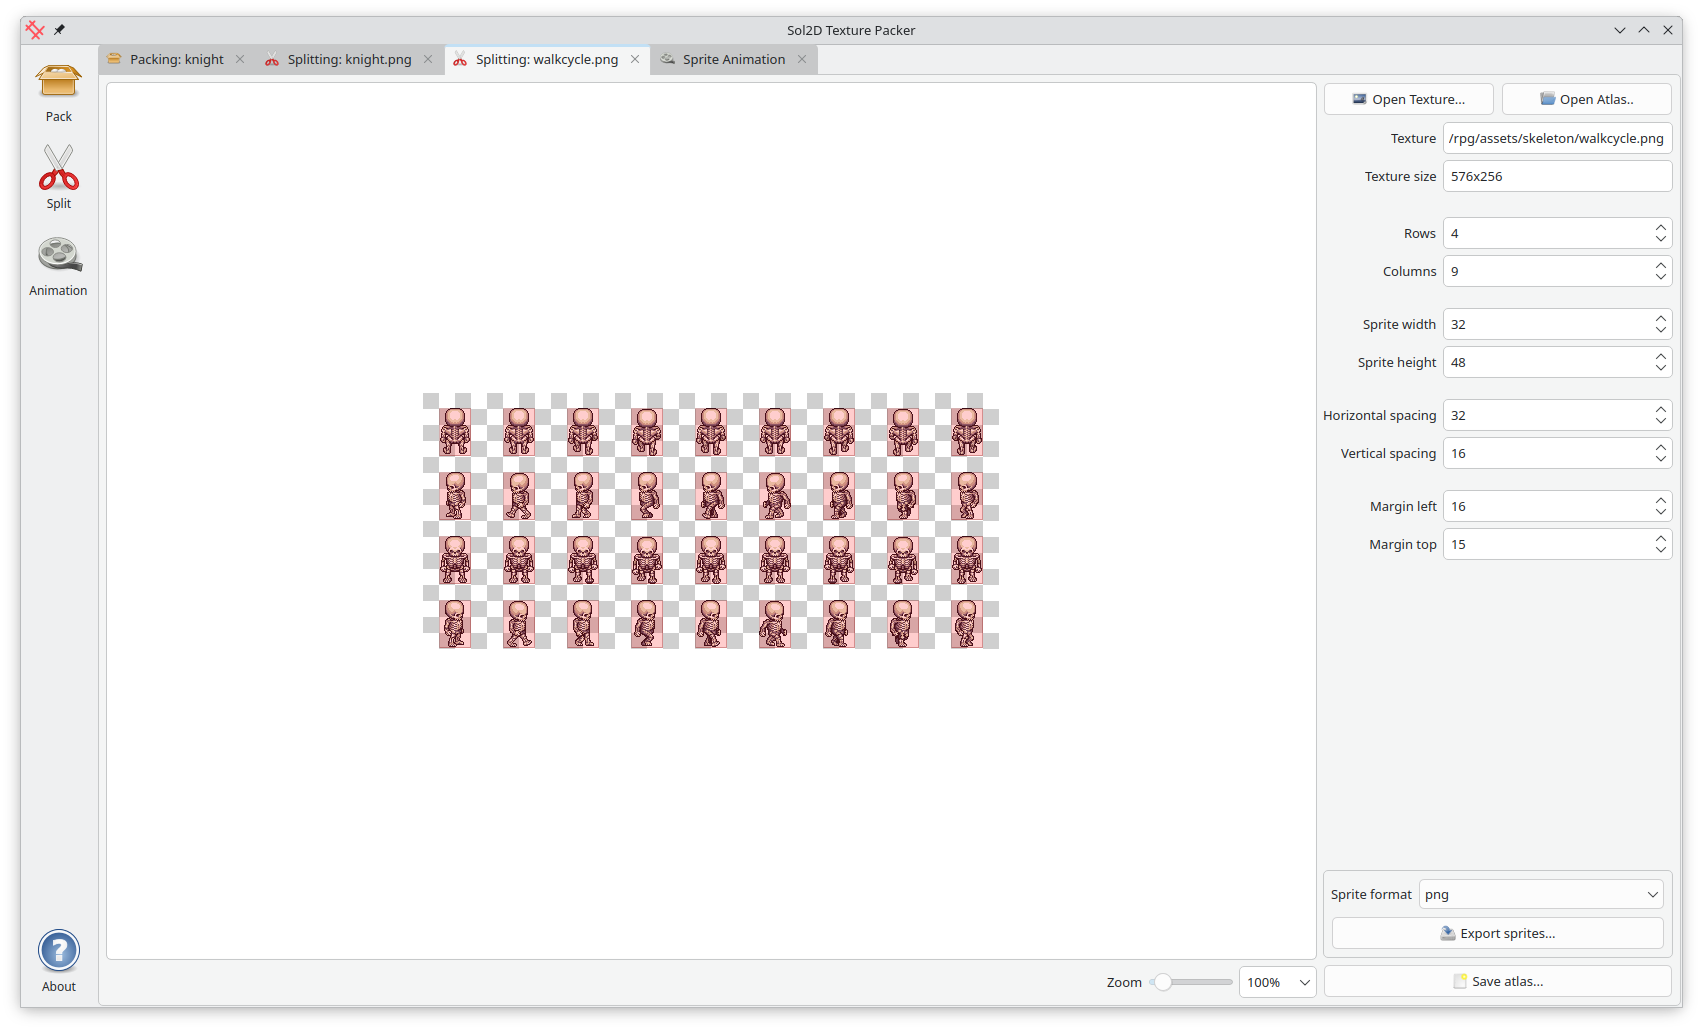 Sol2D Texture Packer
Packing: knight
Splitting: knight.png
Splitting: walkcycle.png
Sprite Animation
Pack
Split
Animation
About
Open Texture...
Open Atlas..
Texture
/rpg/assets/skeleton/walkcycle.png
Texture size
576x256
Rows
4
Columns
9
Sprite width
32
Sprite height
48
Horizontal spacing
32
Vertical spacing
16
Margin left
16
Margin top
15
Sprite format
png
Export sprites...
Zoom
100%
Save atlas...